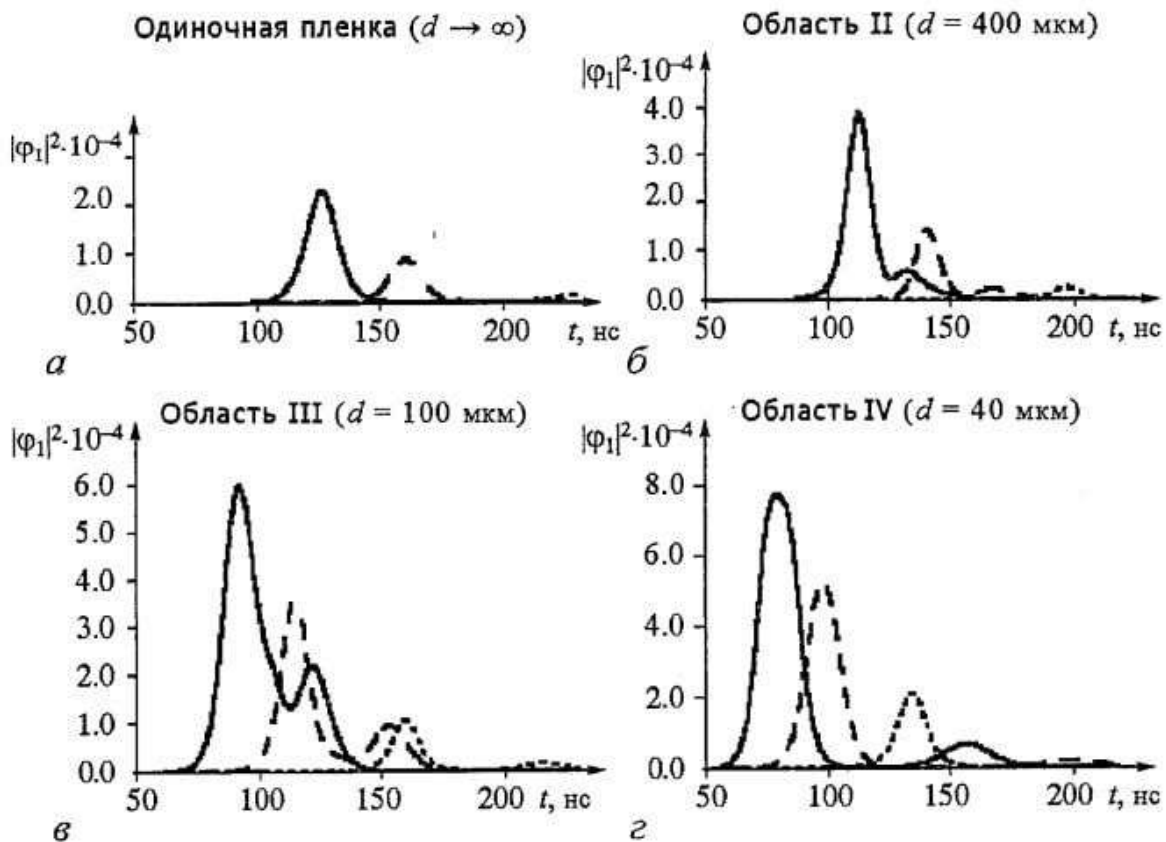 Одиночная пленка (d → ∞)
|φ₁|²·10⁻⁴
2.0
1.0
0.0
50 100 150 200 t, нс
а
Область II (d = 400 мкм)
|φ₁|²·10⁻⁴
4.0
3.0
2.0
1.0
0.0
50 100 150 200 t, нс
б
Область III (d = 100 мкм)
|φ₁|²·10⁻⁴
6.0
5.0
4.0
3.0
2.0
1.0
0.0
50 100 150 200 t, нс
в
Область IV (d = 40 мкм)
|φ₁|²·10⁻⁴
8.0
6.0
4.0
2.0
0.0
50 100 150 200 t, нс
г